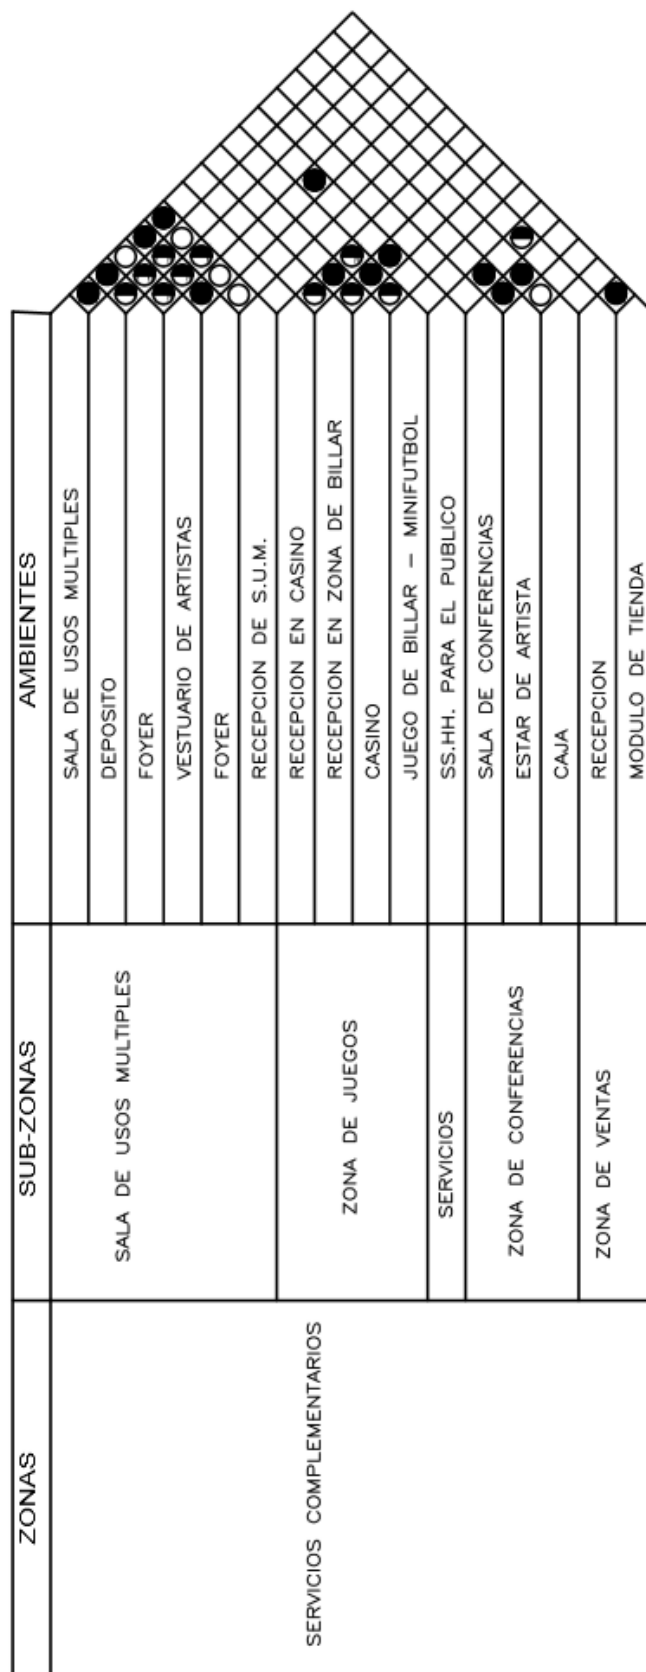 ZONAS
SUB-ZONAS
AMBIENTES
SERVICIOS COMPLEMENTARIOS
SALA DE USOS MULTIPLES
SALA DE USOS MULTIPLES
DEPOSITO
FOYER
VESTUARIO DE ARTISTAS
FOYER
RECEPCION DE S.U.M.
ZONA DE JUEGOS
RECEPCION EN CASINO
RECEPCION EN ZONA DE BILLAR
CASINO
JUEGO DE BILLAR – MINIFUTBOL
SERVICIOS
SS.HH. PARA EL PUBLICO
ZONA DE CONFERENCIAS
SALA DE CONFERENCIAS
ESTAR DE ARTISTA
CAJA
ZONA DE VENTAS
RECEPCION
MODULO DE TIENDA